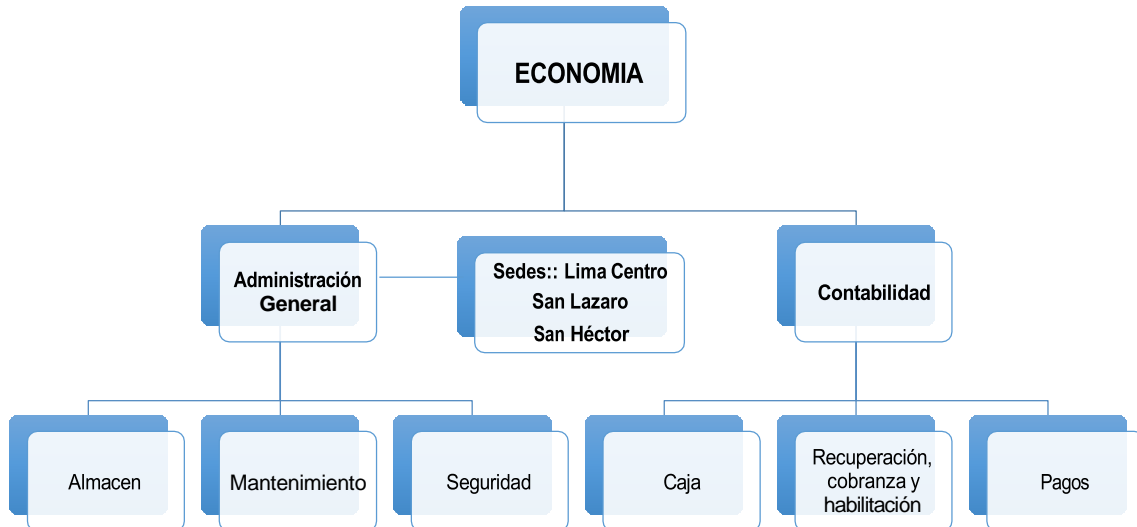 ECONOMIA
Administración
General
Sedes:: Lima Centro
San Lazaro
San Héctor
Contabilidad
Almacen
Mantenimiento
Seguridad
Caja
Recuperación,
cobranza y
habilitación
Pagos